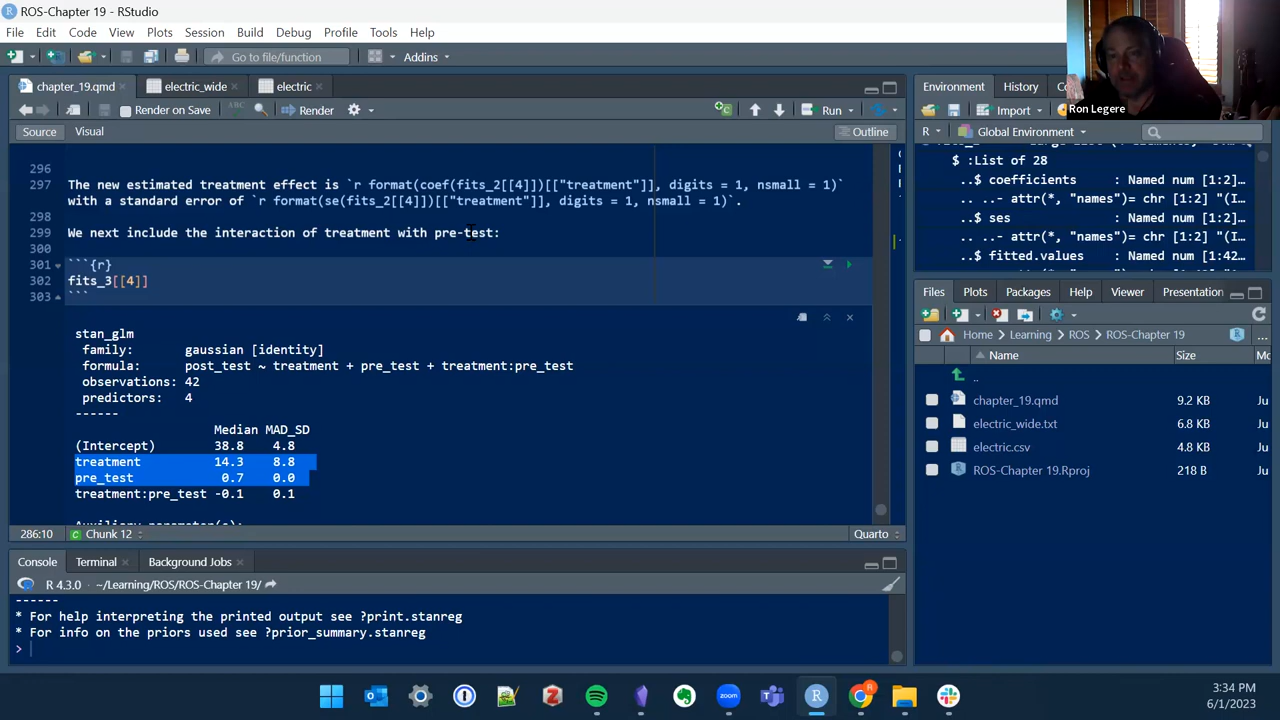 ROS-Chapter 19 - RStudio
File Edit Code View Plots Session Build Debug Profile Tools Help
Go to file/function Addins
Ron Legere
chapter_19.qmd electric_wide electric
Environment History
Render on Save ABC Render Run
Import
Source Visual Outline
R Global Environment
296
297 The new estimated treatment effect is `r format(coef(fits_2[[4]])[["treatment"]], digits = 1, nsmall = 1)`
with a standard error of `r format(se(fits_2[[4]])[["treatment"]], digits = 1, nsmall = 1)`.
298
299 We next include the interaction of treatment with pre-test:
300
301 ```{r}
302 fits_3[[4]]
303 ```
stan_glm
family: gaussian [identity]
formula: post_test ~ treatment + pre_test + treatment:pre_test
observations: 42
predictors: 4
------
Median MAD_SD
(Intercept) 38.8 4.8
treatment 14.3 8.8
pre_test 0.7 0.0
treatment:pre_test -0.1 0.1
Auxiliary parameter(s):
286:10 Chunk 12 Quarto
$ :List of 28
..$ coefficients : Named num [1:2]…
..- attr(*, "names")= chr [1:2] "(I…
..$ ses : Named num [1:2]…
..- attr(*, "names")= chr [1:2] "(I…
..$ fitted.values : Named num [1:42…
Files Plots Packages Help Viewer Presentation
Home Learning ROS ROS-Chapter 19 ...
Name Size Mo
..
chapter_19.qmd 9.2 KB Ju
electric_wide.txt 6.8 KB Ju
electric.csv 4.8 KB Ju
ROS-Chapter 19.Rproj 218 B Ju
Console Terminal Background Jobs
R 4.3.0 · ~/Learning/ROS/ROS-Chapter 19/
------
* For help interpreting the printed output see ?print.stanreg
* For info on the priors used see ?prior_summary.stanreg
>
3:34 PM
6/1/2023